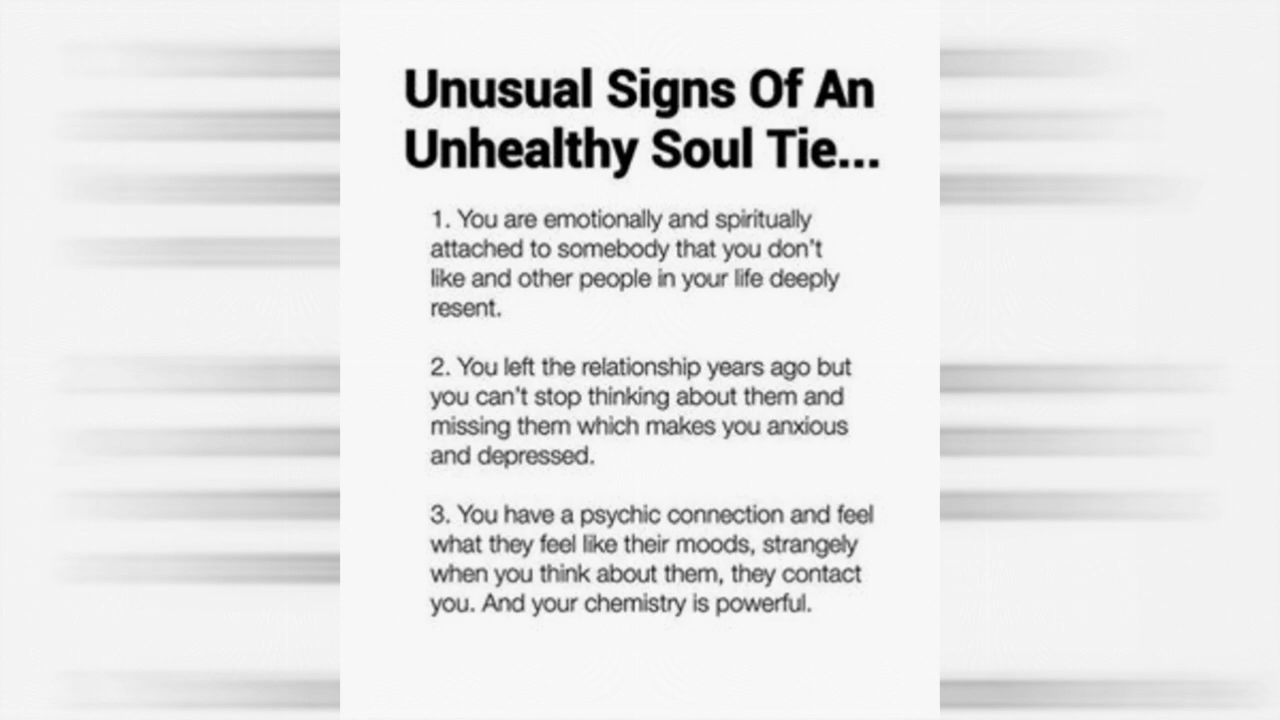 Unusual Signs Of An
Unhealthy Soul Tie...
1. You are emotionally and spiritually
attached to somebody that you don't
like and other people in your life deeply
resent.
2. You left the relationship years ago but
you can't stop thinking about them and
missing them which makes you anxious
and depressed.
3. You have a psychic connection and feel
what they feel like their moods, strangely
when you think about them, they contact
you. And your chemistry is powerful.